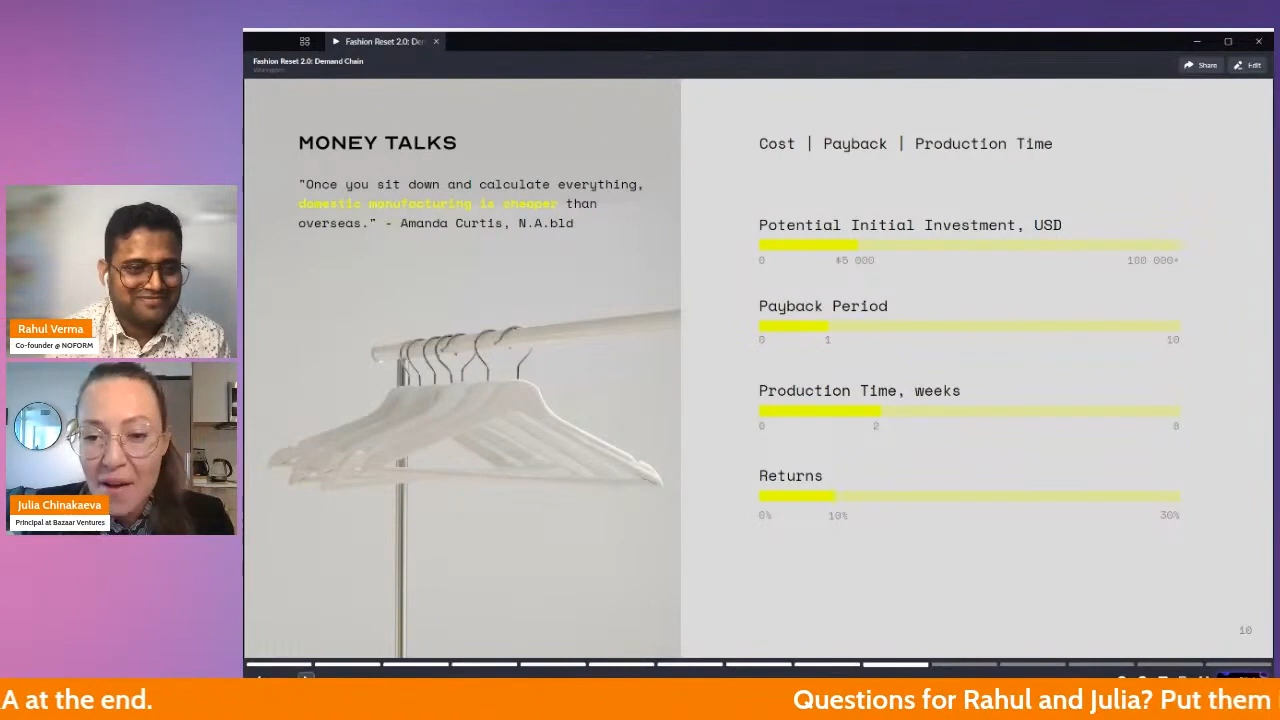 Fashion Reset 2.0: De
Fashion Reset 2.0: Demand Chain
Share
Edit
MONEY TALKS
"Once you sit down and calculate everything,
domestic manufacturing is cheaper than
overseas." - Amanda Curtis, N.A.bld
Cost | Payback | Production Time
Potential Initial Investment, USD
0
$5 000
100 000+
Payback Period
0
1
10
Production Time, weeks
0
2
8
Returns
0%
10%
30%
10
Rahul Verma
Co-founder @ NOFORM
Julia Chinakaeva
Principal at Bazaar Ventures
A at the end.
Questions for Rahul and Julia? Put them